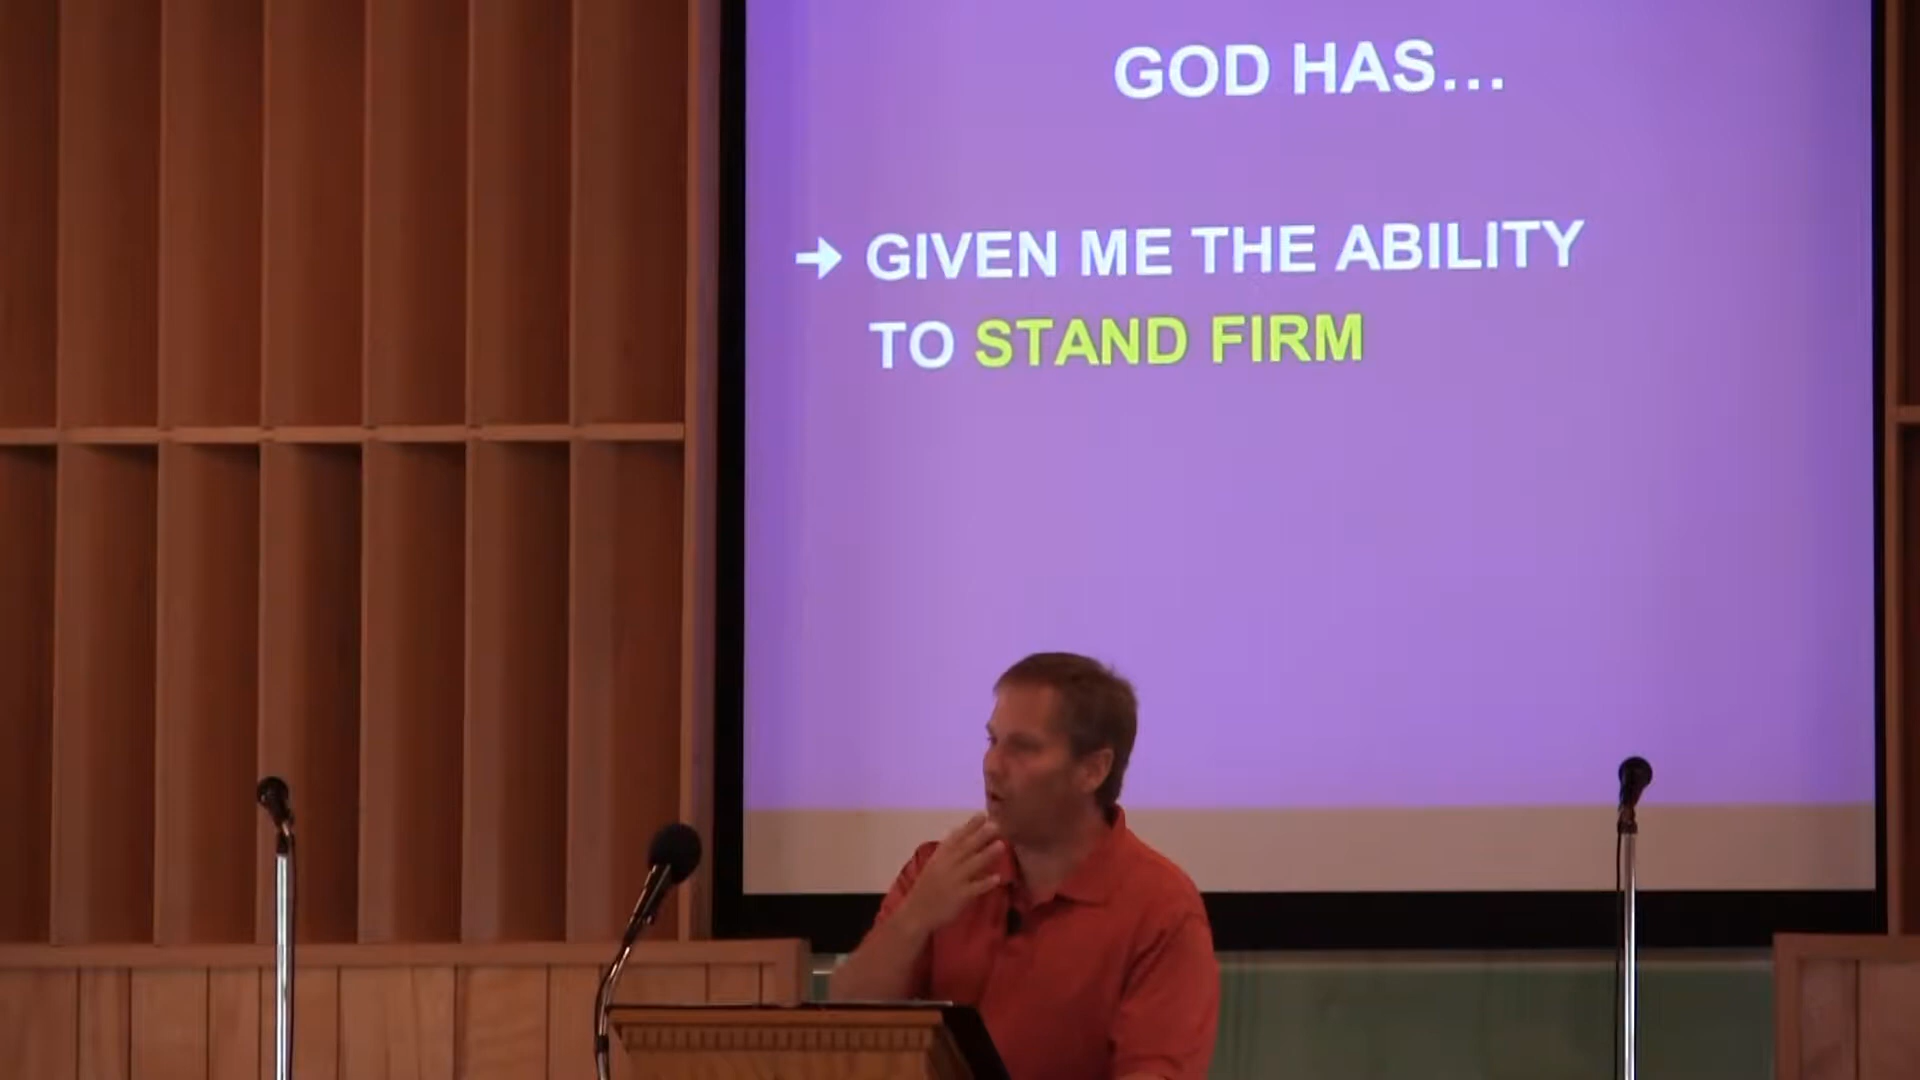 GOD HAS...
→ GIVEN ME THE ABILITY
TO STAND FIRM